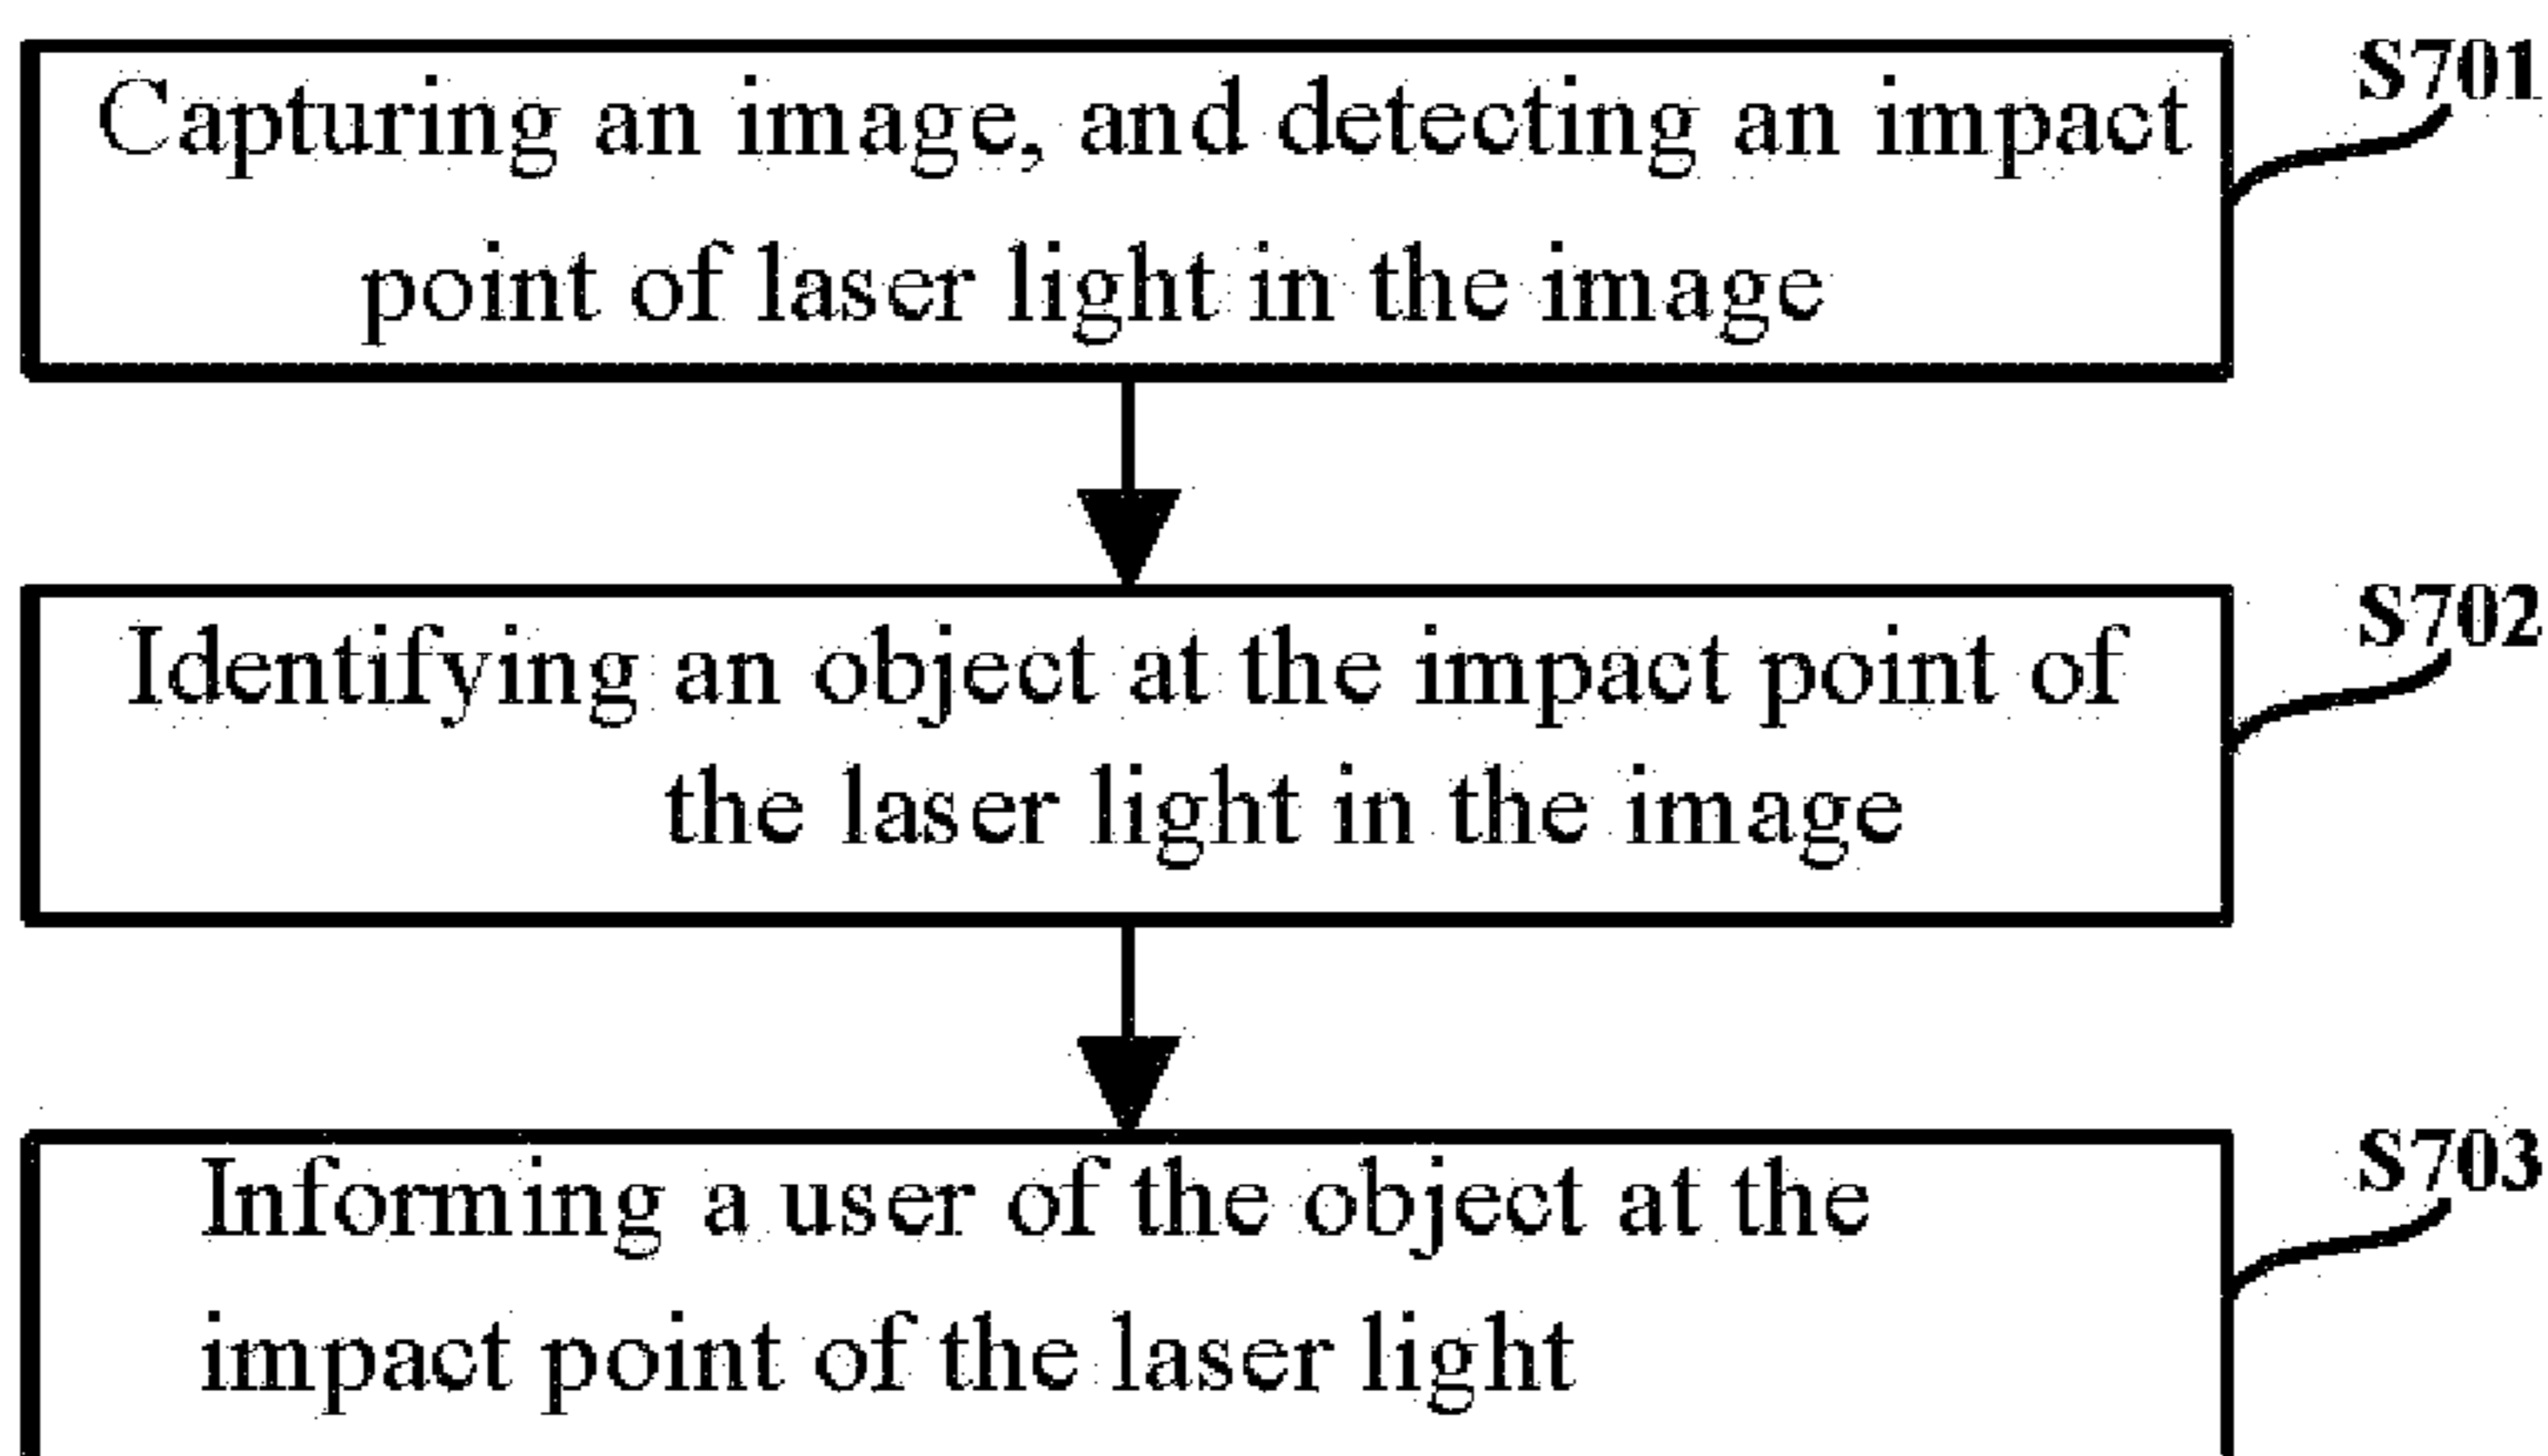 Capturing an image, and detecting an impact
point of laser light in the image
S701
Identifying an object at the impact point of
the laser light in the image
S702
Informing a user of the object at the
impact point of the laser light
S703